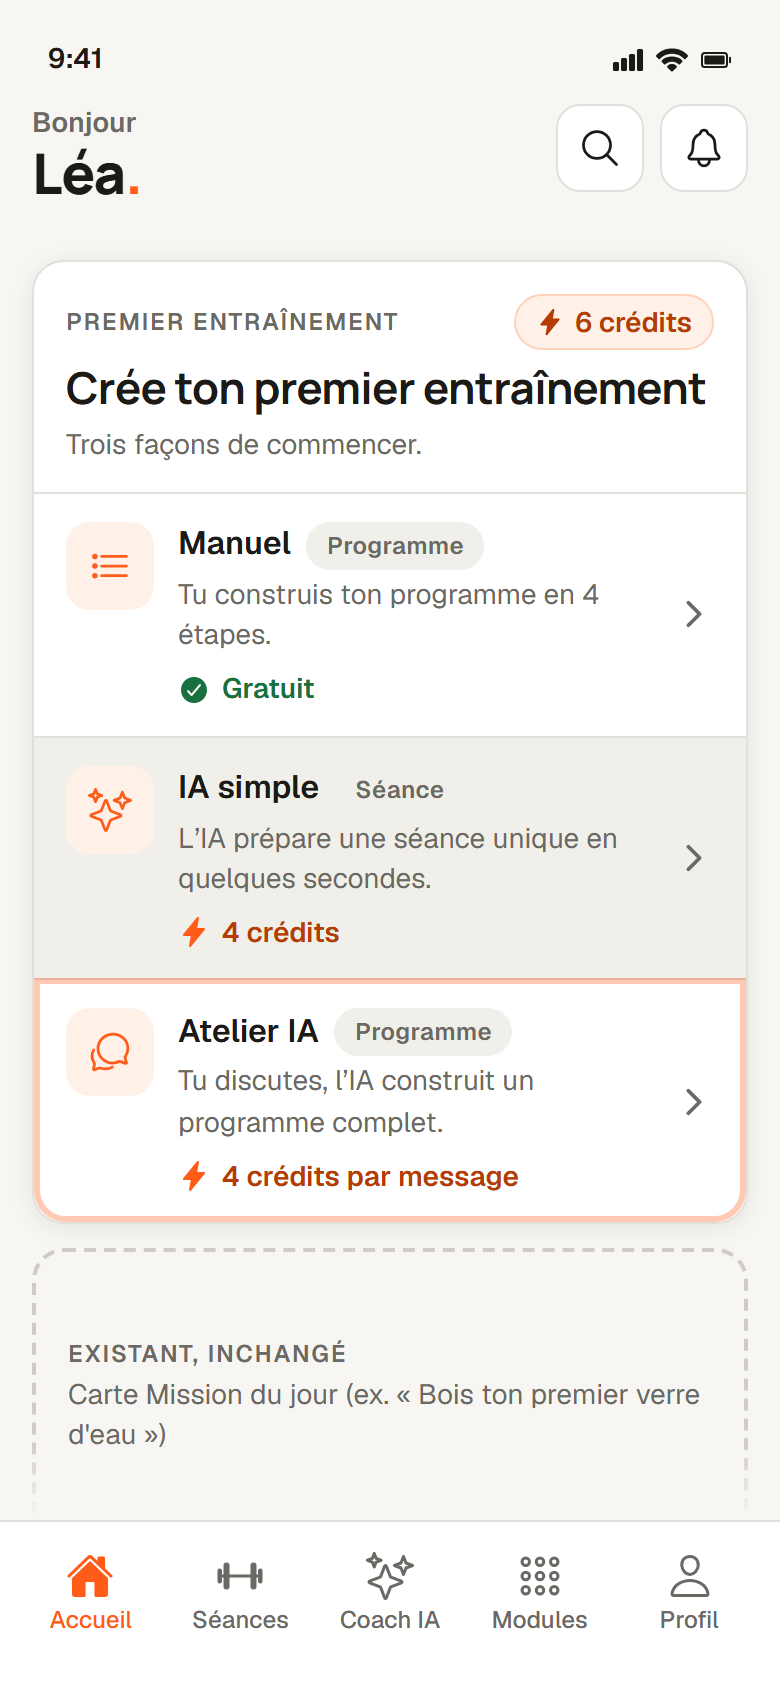 9:41
Bonjour
Léa.
PREMIER ENTRAÎNEMENT
6 crédits
Crée ton premier entraînement
Trois façons de commencer.
Manuel
Programme
Tu construis ton programme en 4
étapes.
Gratuit
IA simple
Séance
L’IA prépare une séance unique en
quelques secondes.
4 crédits
Atelier IA
Programme
Tu discutes, l’IA construit un
programme complet.
4 crédits par message
EXISTANT, INCHANGÉ
Carte Mission du jour (ex. « Bois ton premier verre
d'eau »)
Accueil
Séances
Coach IA
Modules
Profil